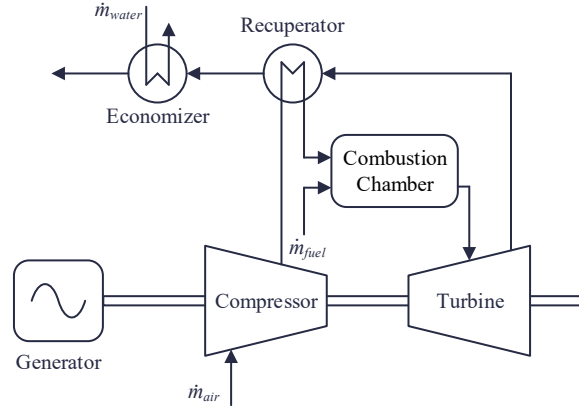 ṁwater
Recuperator
Economizer
Combustion
Chamber
ṁfuel
Compressor
Turbine
Generator
ṁair